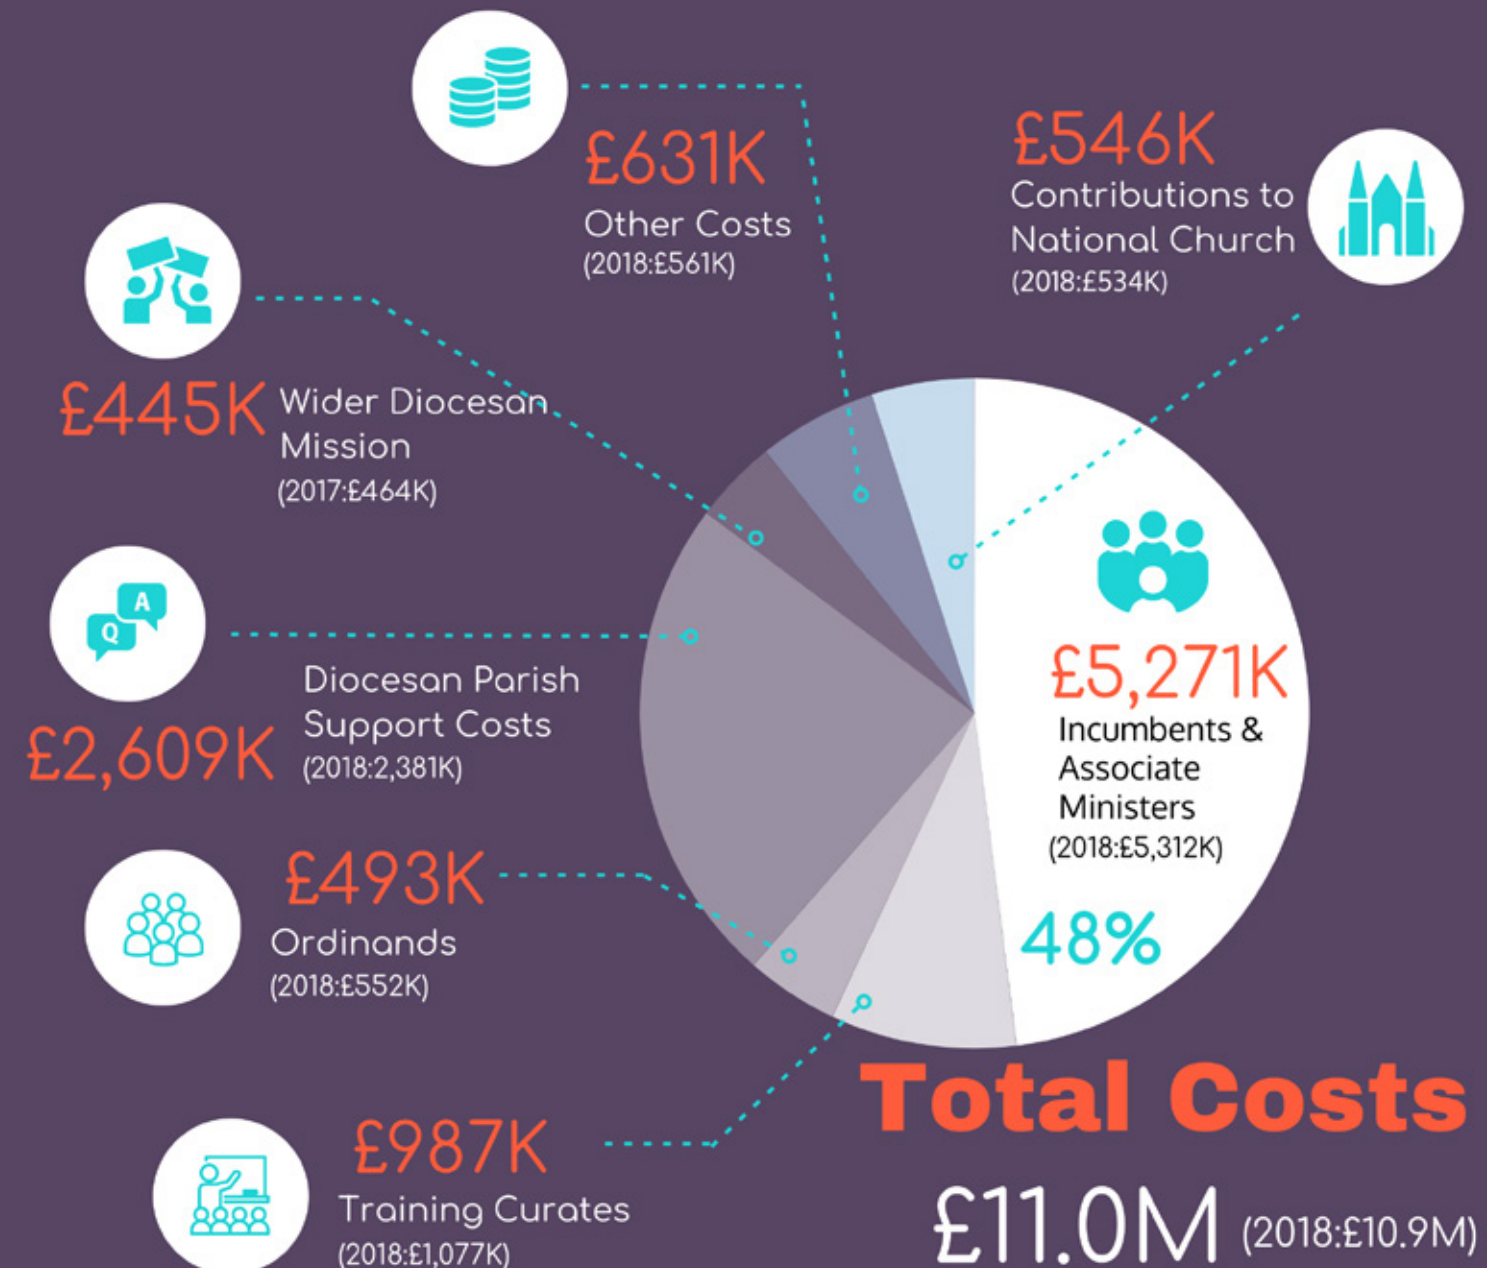 £631K
Other Costs
(2018:£561K)
£546K
Contributions to
National Church
(2018:£534K)
£445K
Wider Diocesan
Mission
(2017:£464K)
A
Q
£2,609K
Diocesan Parish
Support Costs
(2018:2,381K)
£5,271K
Incumbents &
Associate
Ministers
(2018:£5,312K)
48%
£493K
Ordinands
(2018:£552K)
£987K
Training Curates
(2018:£1,077K)
Total Costs
£11.0M (2018:£10.9M)